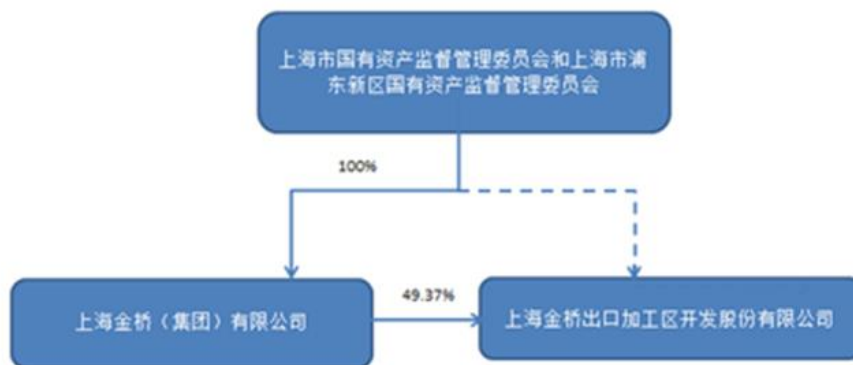 上海市国有资产监督管理委员会和上海市浦
东新区国有资产监督管理委员会
100%
49.37%
上海金桥（集团）有限公司
上海金桥出口加工区开发股份有限公司